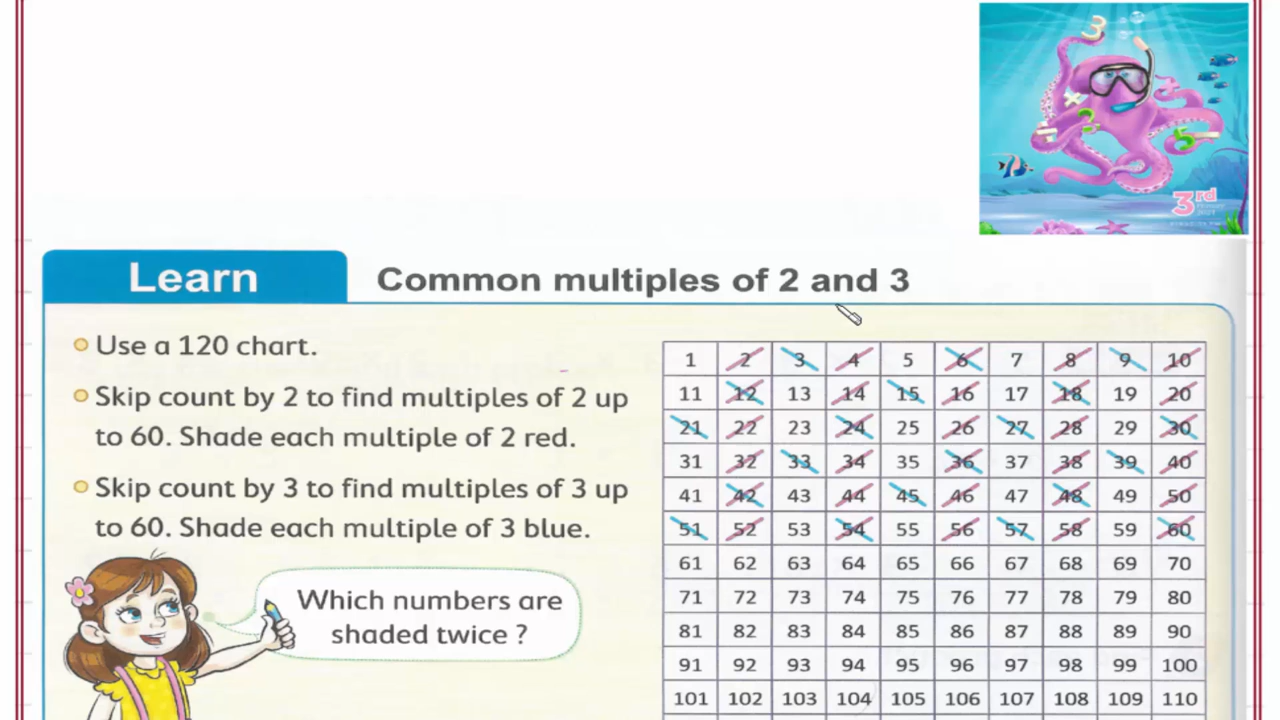 3
5
3rd
Learn
Common multiples of 2 and 3
Use a 120 chart.
Skip count by 2 to find multiples of 2 up
to 60. Shade each multiple of 2 red.
Skip count by 3 to find multiples of 3 up
to 60. Shade each multiple of 3 blue.
Which numbers are
shaded twice ?
1 2 3 4 5 6 7 8 9 10
11 12 13 14 15 16 17 18 19 20
21 22 23 24 25 26 27 28 29 30
31 32 33 34 35 36 37 38 39 40
41 42 43 44 45 46 47 48 49 50
51 52 53 54 55 56 57 58 59 60
61 62 63 64 65 66 67 68 69 70
71 72 73 74 75 76 77 78 79 80
81 82 83 84 85 86 87 88 89 90
91 92 93 94 95 96 97 98 99 100
101 102 103 104 105 106 107 108 109 110